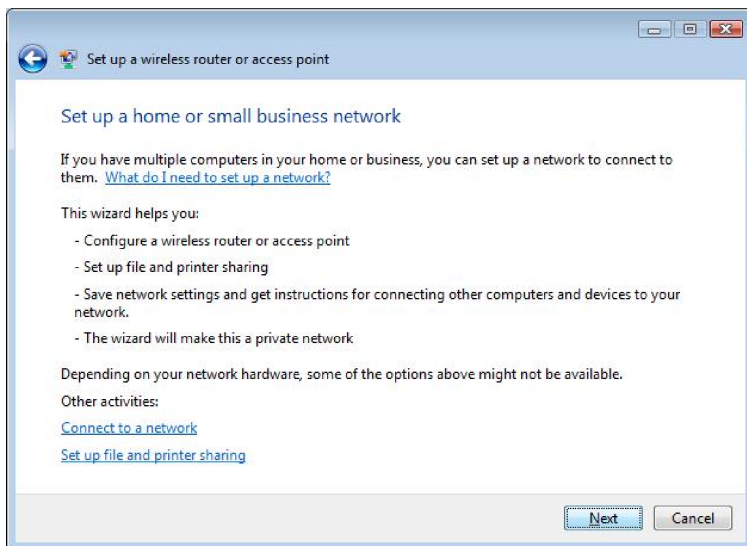 Set up a wireless router or access point
Set up a home or small business network
If you have multiple computers in your home or business, you can set up a network to connect to
them. What do I need to set up a network?
This wizard helps you:
- Configure a wireless router or access point
- Set up file and printer sharing
- Save network settings and get instructions for connecting other computers and devices to your
network.
- The wizard will make this a private network
Depending on your network hardware, some of the options above might not be available.
Other activities:
Connect to a network
Set up file and printer sharing
Next Cancel